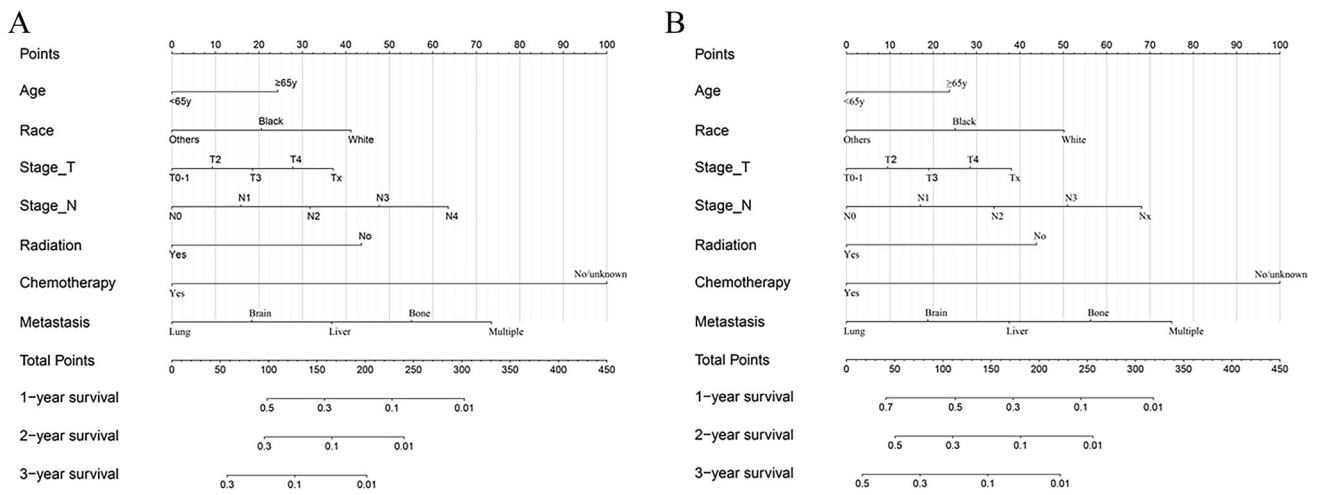 A
Points 0 10 20 30 40 50 60 70 80 90 100
Age <65y ≥65y
Race Others Black White
Stage_T T0-1 T2 T3 T4 Tx
Stage_N N0 N1 N2 N3 N4
Radiation Yes No
Chemotherapy Yes No/unknown
Metastasis Lung Brain Liver Bone Multiple
Total Points 0 50 100 150 200 250 300 350 400 450
1−year survival 0.5 0.3 0.1 0.01
2−year survival 0.3 0.1 0.01
3−year survival 0.3 0.1 0.01
B
Points 0 10 20 30 40 50 60 70 80 90 100
Age <65y ≥65y
Race Others Black White
Stage_T T0-1 T2 T3 T4 Tx
Stage_N N0 N1 N2 N3 Nx
Radiation Yes No
Chemotherapy Yes No/unknown
Metastasis Lung Brain Liver Bone Multiple
Total Points 0 50 100 150 200 250 300 350 400 450
1−year survival 0.7 0.5 0.3 0.1 0.01
2−year survival 0.5 0.3 0.1 0.01
3−year survival 0.5 0.3 0.1 0.01